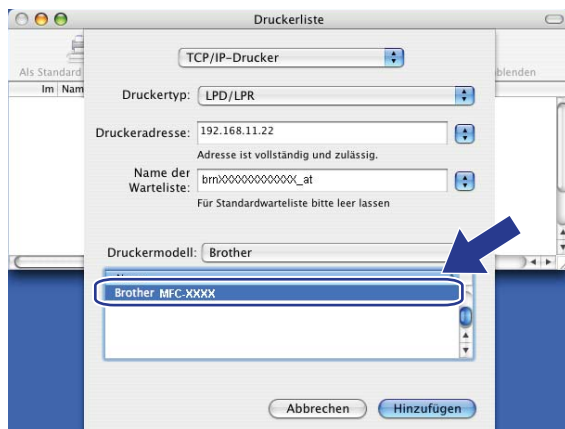 Druckerliste
TCP/IP-Drucker
Als Standard
blenden
Im Nam
Druckertyp: LPD/LPR
Druckeradresse: 192.168.11.22
Adresse ist vollständig und zulässig.
Name der Warteliste: brnXXXXXXXXXXXX_at
Für Standardwarteliste bitte leer lassen
Druckermodell: Brother
Brother MFC-XXXX
Abbrechen Hinzufügen